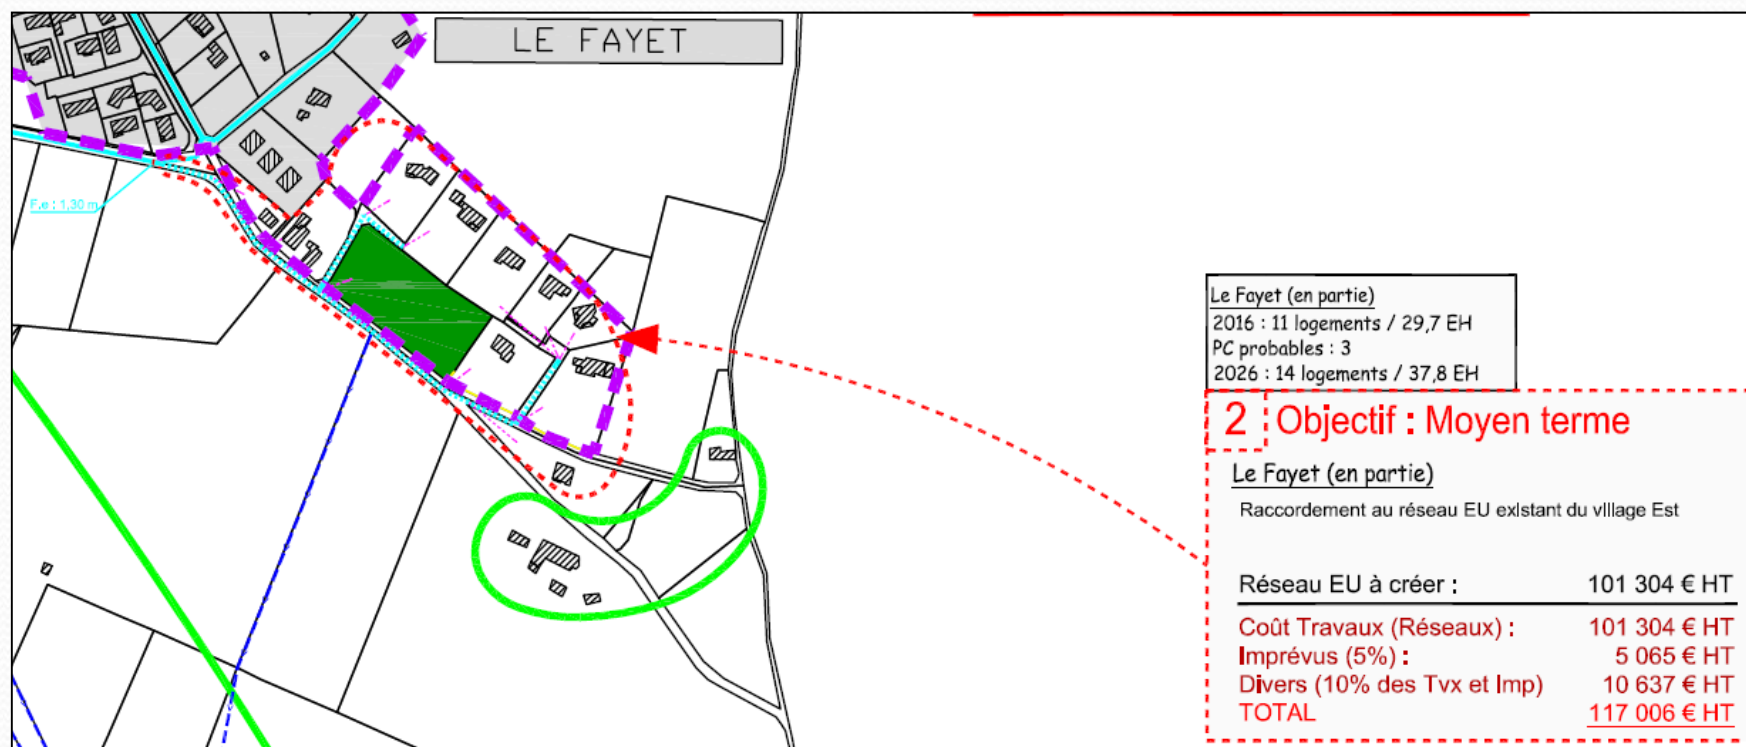 LE FAYET
F.e : 1,30 m
Le Fayet (en partie)
2016 : 11 logements / 29,7 EH
PC probables : 3
2026 : 14 logements / 37,8 EH
2 Objectif : Moyen terme
Le Fayet (en partie)
Raccordement au réseau EU existant du village Est
Réseau EU à créer : 101 304 € HT
Coût Travaux (Réseaux) : 101 304 € HT
Imprévus (5%) : 5 065 € HT
Divers (10% des Tvx et Imp) 10 637 € HT
TOTAL 117 006 € HT